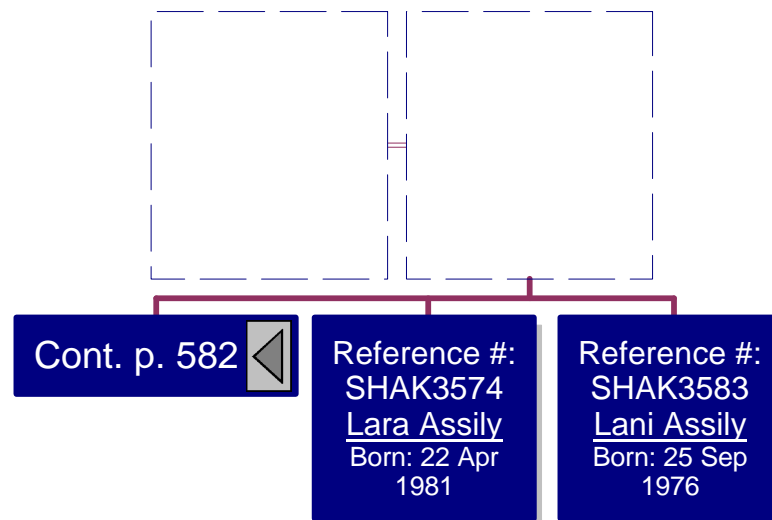 Cont. p. 582
Reference #:
SHAK3574
Lara Assily
Born: 22 Apr
1981
Reference #:
SHAK3583
Lani Assily
Born: 25 Sep
1976